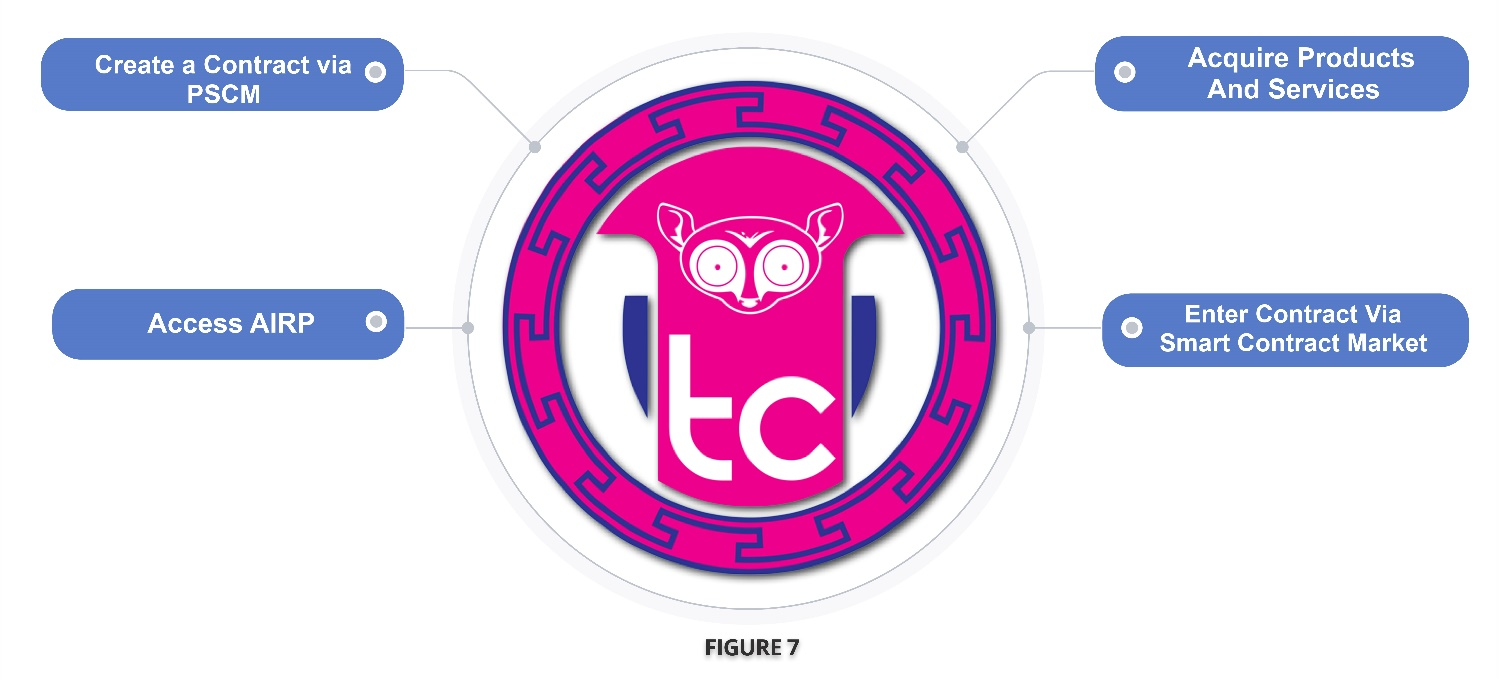 Create a Contract via
PSCM
Acquire Products
And Services
Access AIRP
Enter Contract Via
Smart Contract Market
tc
FIGURE 7